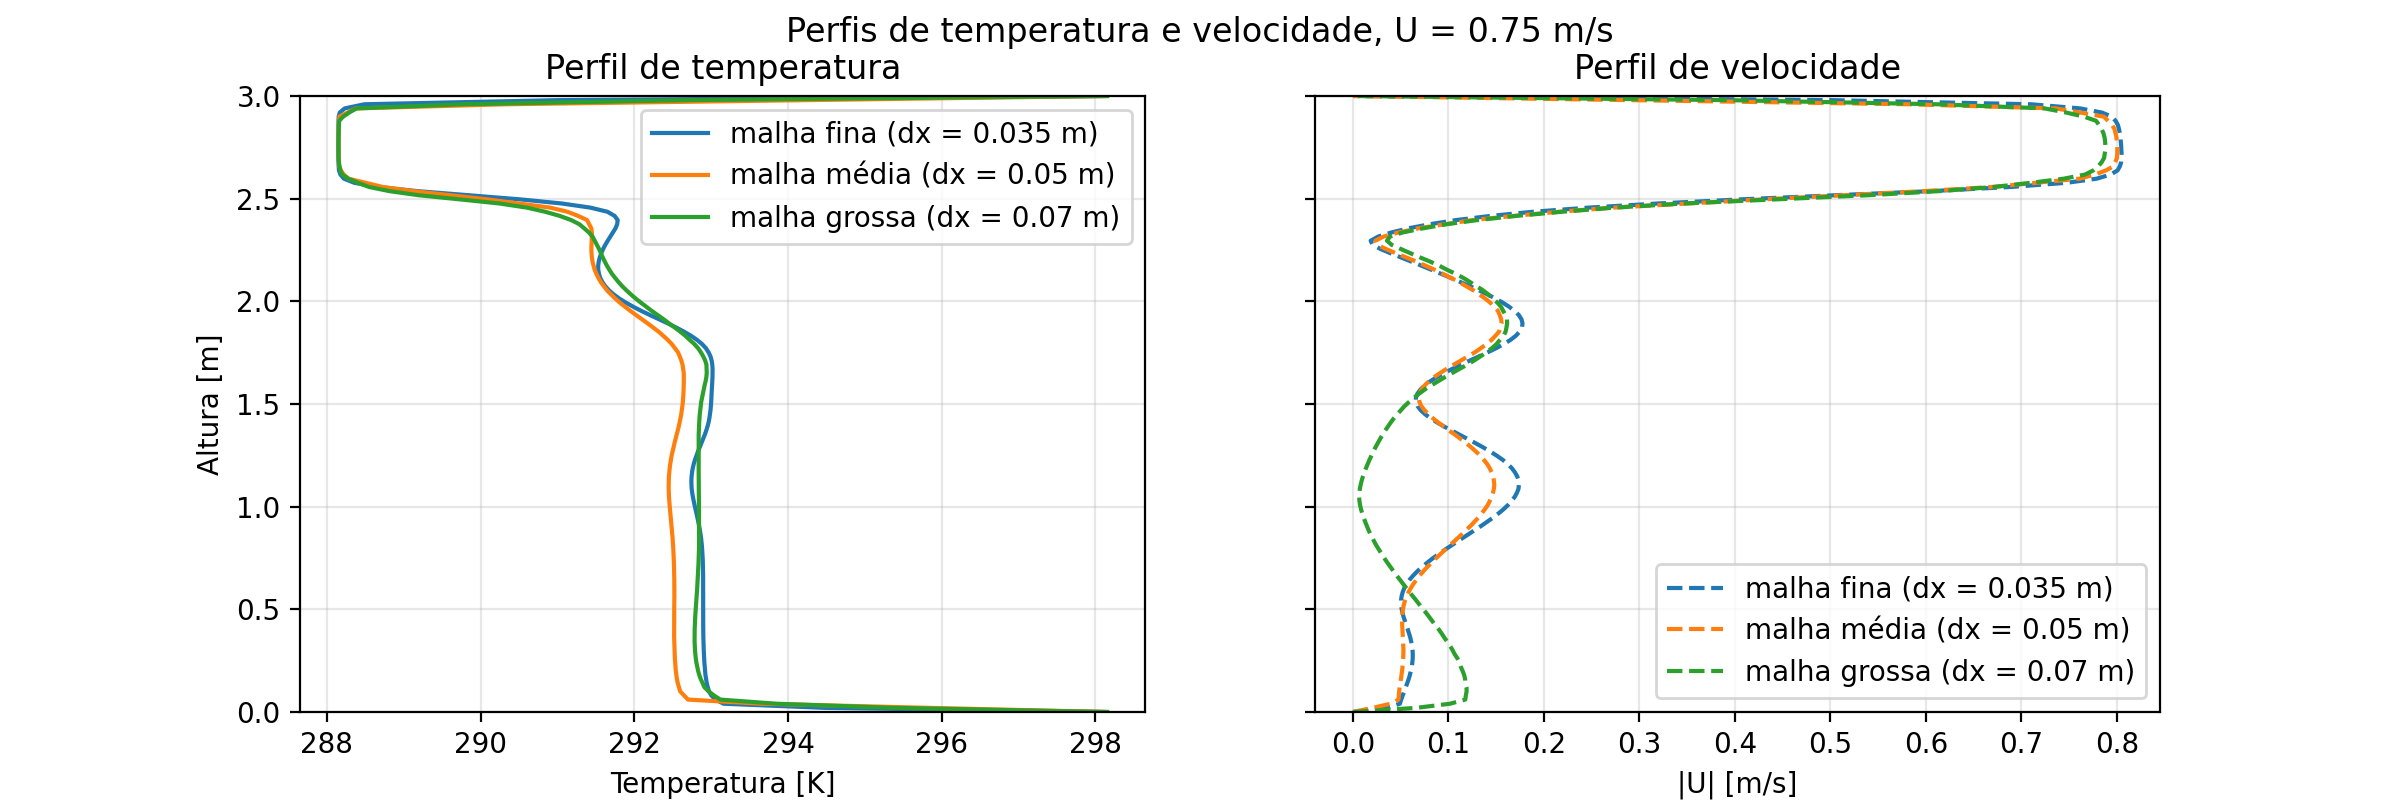 Perfis de temperatura e velocidade, U = 0.75 m/s
Perfil de temperatura
3.0
2.5
2.0
1.5
1.0
0.5
0.0
Altura [m]
malha fina (dx = 0.035 m)
malha média (dx = 0.05 m)
malha grossa (dx = 0.07 m)
288 290 292 294 296 298
Temperatura [K]
Perfil de velocidade
malha fina (dx = 0.035 m)
malha média (dx = 0.05 m)
malha grossa (dx = 0.07 m)
0.0 0.1 0.2 0.3 0.4 0.5 0.6 0.7 0.8
|U| [m/s]